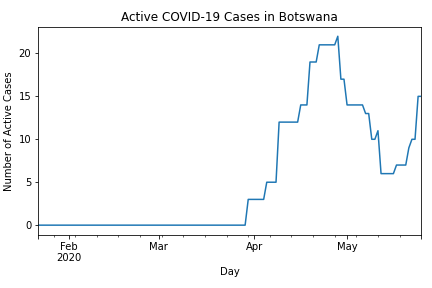 Active COVID-19 Cases in Botswana
Number of Active Cases
20
15
10
5
0
Feb
2020
Mar
Apr
May
Day